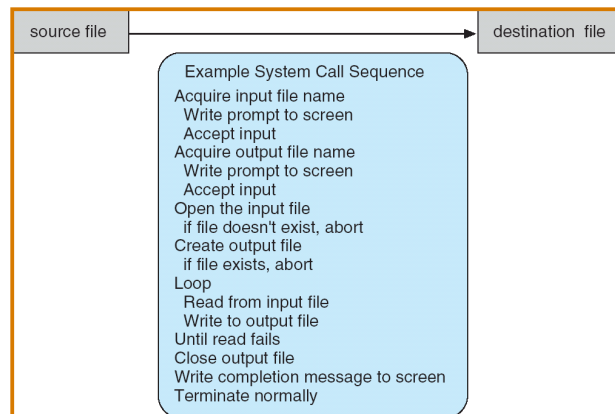 source file
destination file
Example System Call Sequence
Acquire input file name
Write prompt to screen
Accept input
Acquire output file name
Write prompt to screen
Accept input
Open the input file
if file doesn't exist, abort
Create output file
if file exists, abort
Loop
Read from input file
Write to output file
Until read fails
Close output file
Write completion message to screen
Terminate normally